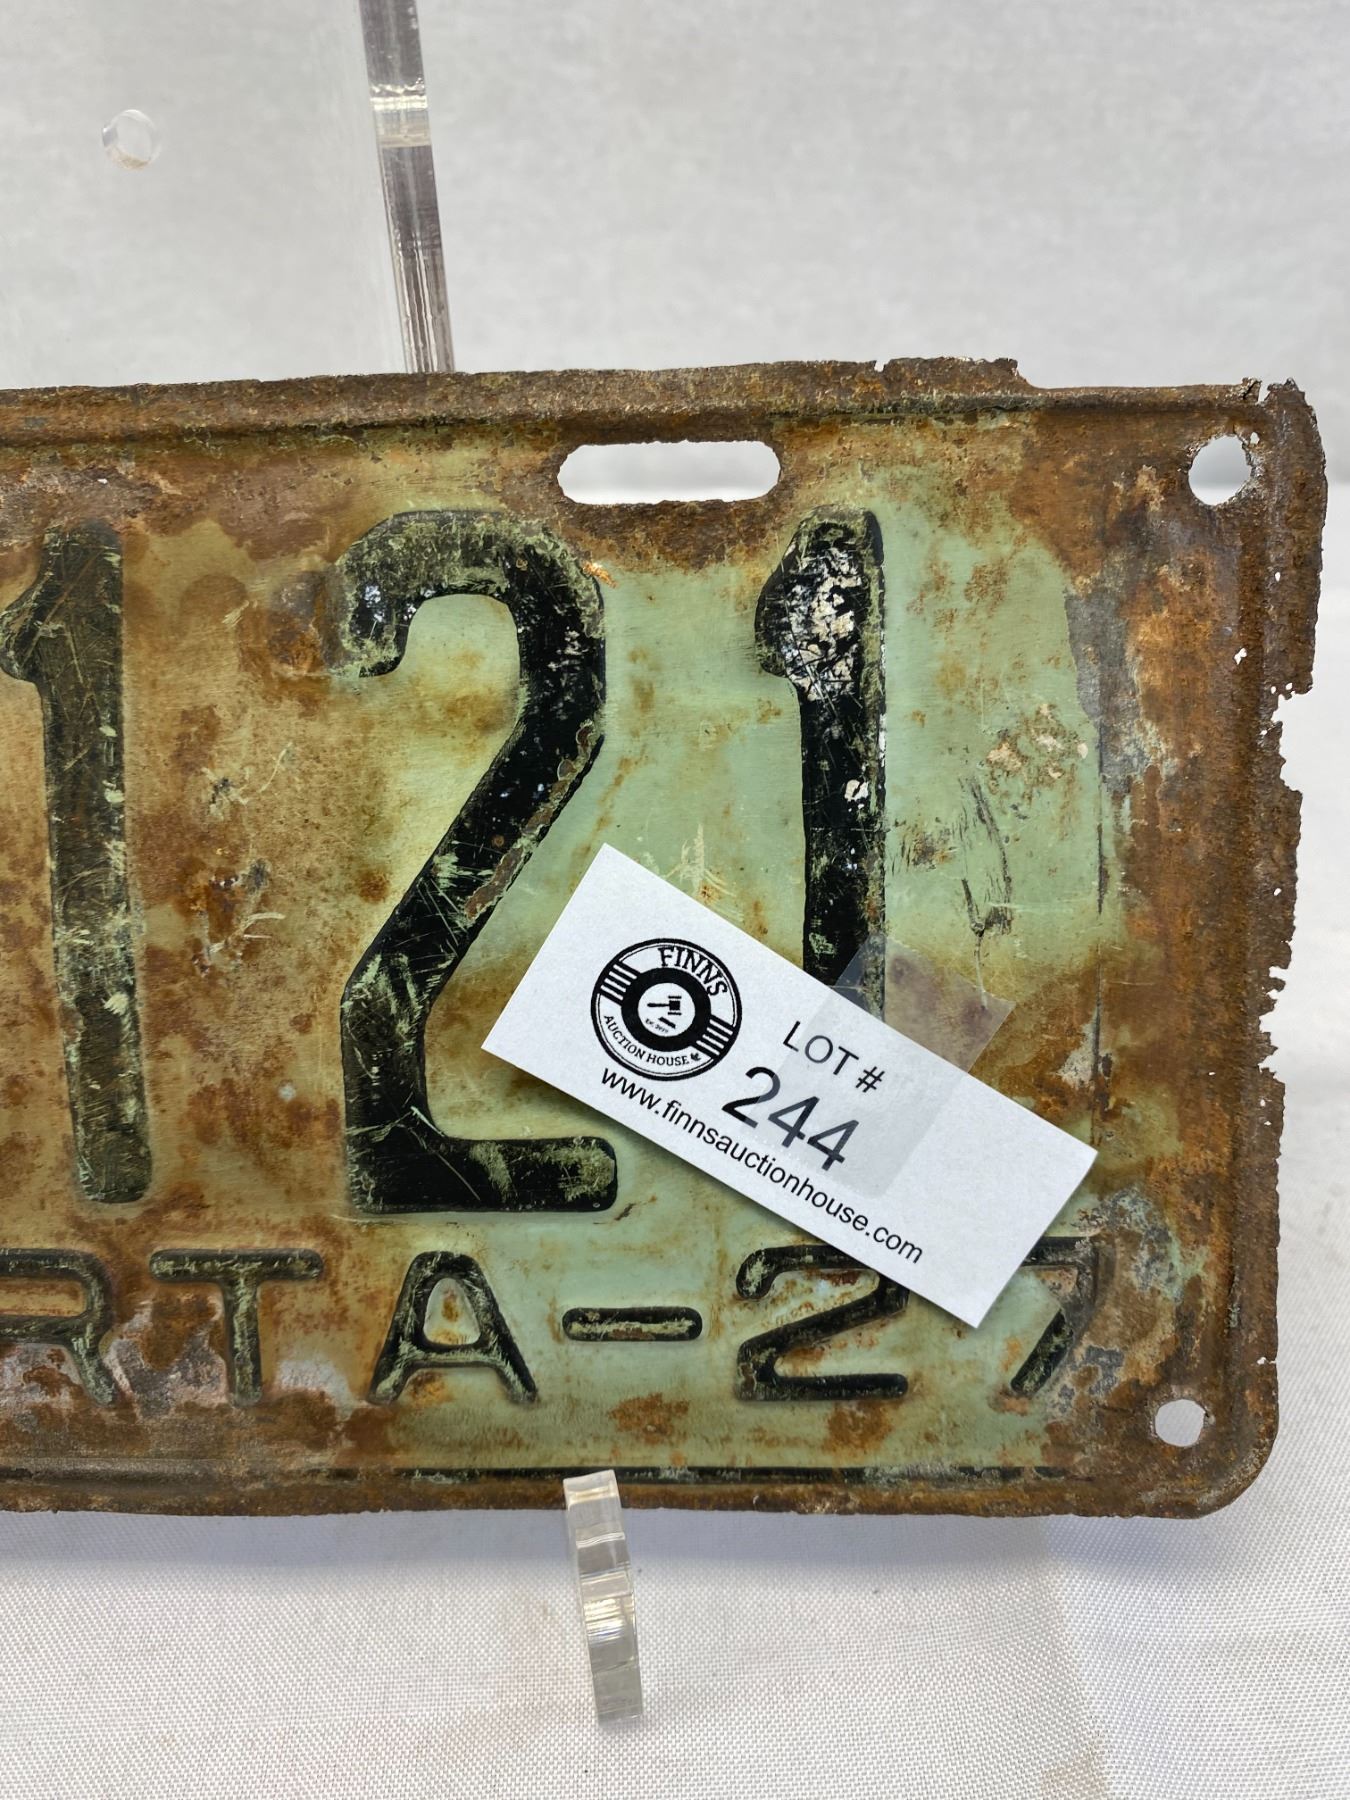 121
RTA-27
FINNS
AUCTION HOUSE
LOT #
244
www.finnsauctionhouse.com